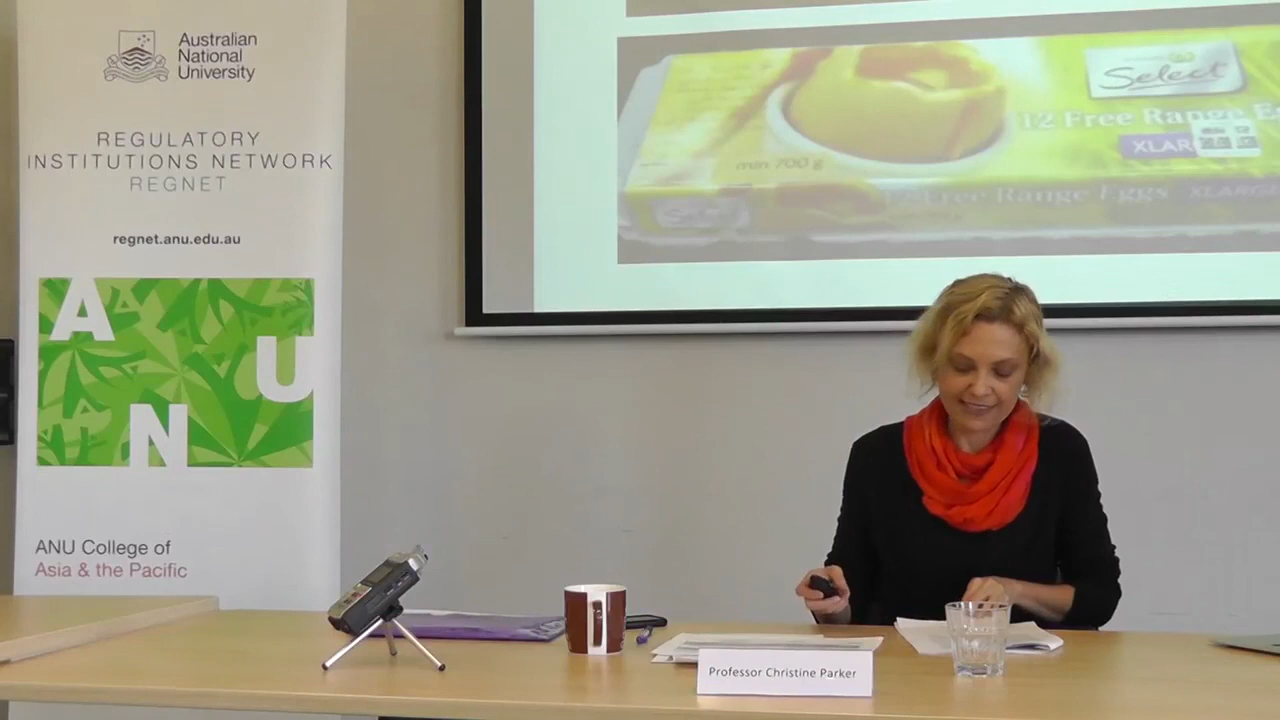 Australian
National
University
REGULATORY
INSTITUTIONS NETWORK
REGNET
regnet.anu.edu.au
A
U
N
ANU College of
Asia & the Pacific
Select
12 Free Range
XLAR
min 700 g
12 Free Range Eggs XLARGE
Professor Christine Parker